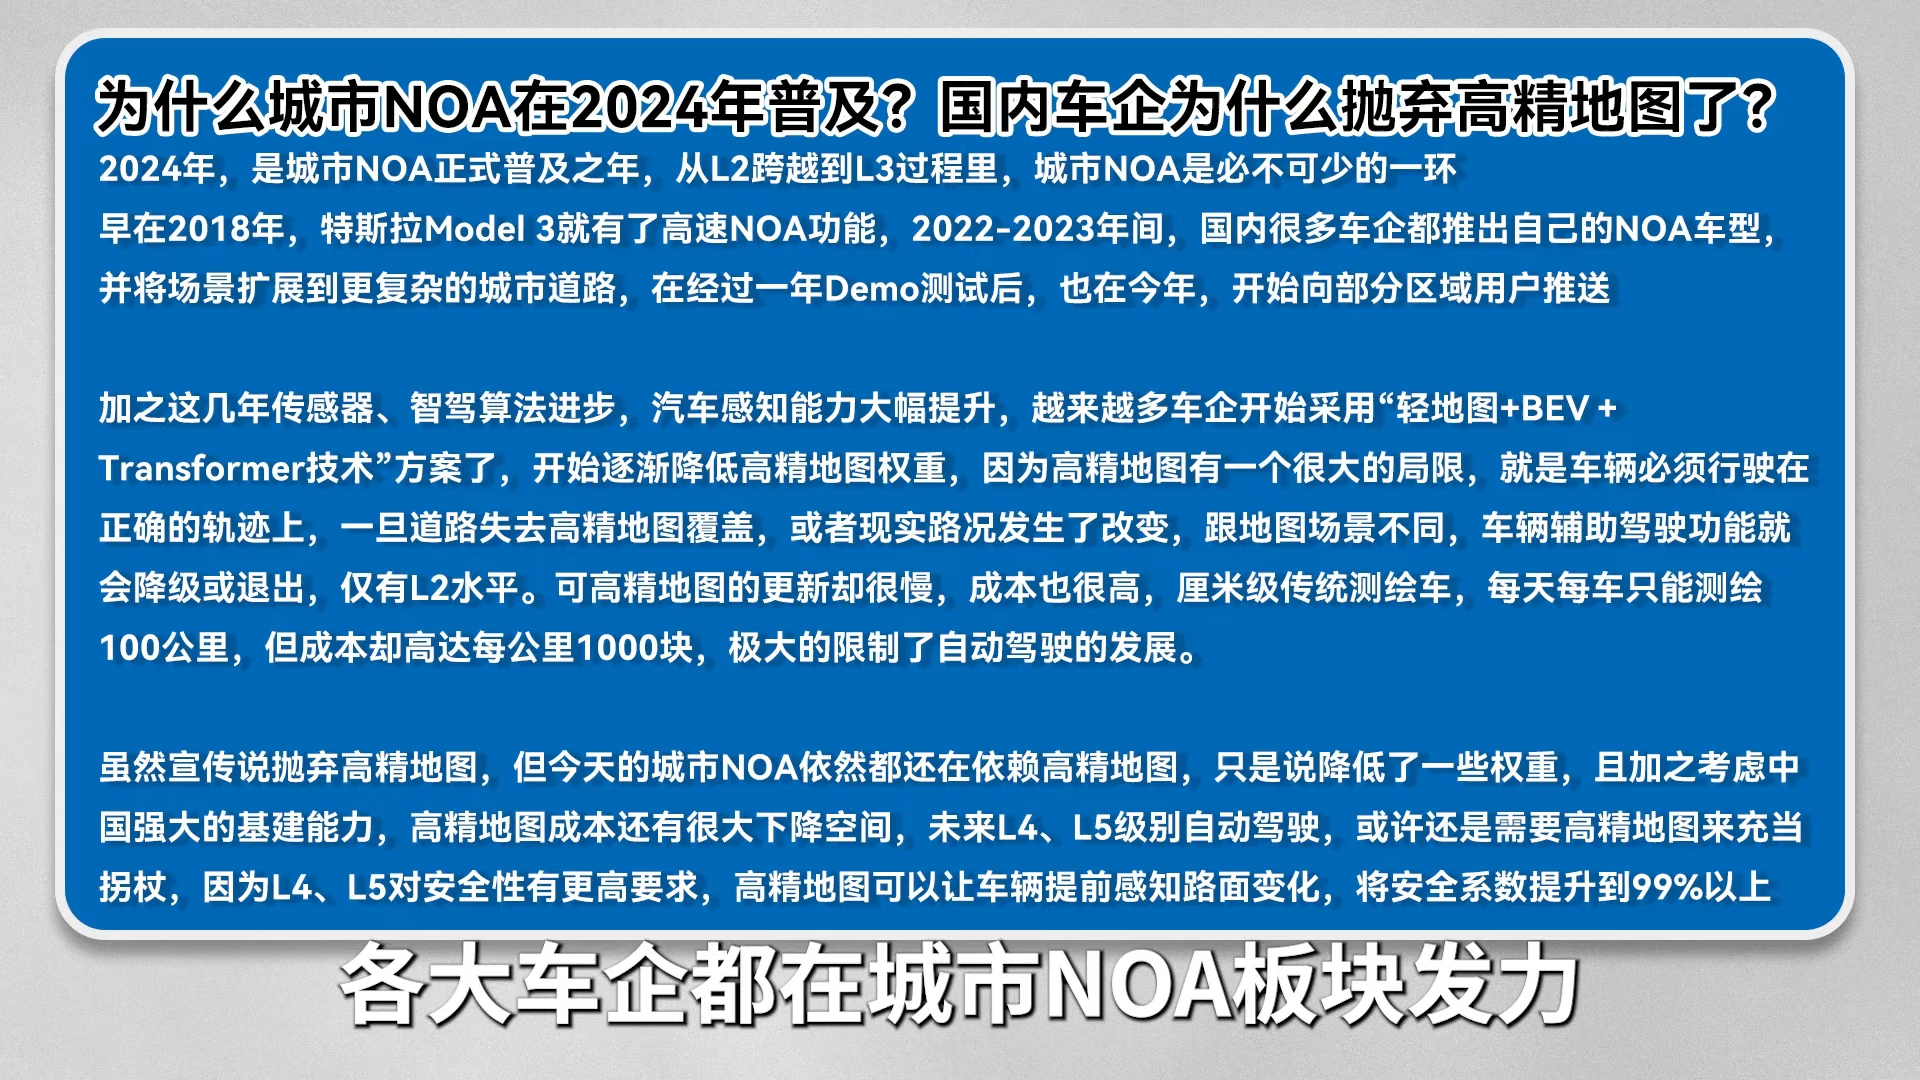 为什么城市NOA在2024年普及？国内车企为什么抛弃高精地图了？
2024年，是城市NOA正式普及之年，从L2跨越到L3过程里，城市NOA是必不可少的一环
早在2018年，特斯拉Model 3就有了高速NOA功能，2022-2023年间，国内很多车企都推出自己的NOA车型，
并将场景扩展到更复杂的城市道路，在经过一年Demo测试后，也在今年，开始向部分区域用户推送
加之这几年传感器、智驾算法进步，汽车感知能力大幅提升，越来越多车企开始采用“轻地图+BEV +
Transformer技术”方案了，开始逐渐降低高精地图权重，因为高精地图有一个很大的局限，就是车辆必须行驶在
正确的轨迹上，一旦道路失去高精地图覆盖，或者现实路况发生了改变，跟地图场景不同，车辆辅助驾驶功能就
会降级或退出，仅有L2水平。可高精地图的更新却很慢，成本也很高，厘米级传统测绘车，每天每车只能测绘
100公里，但成本却高达每公里1000块，极大的限制了自动驾驶的发展。
虽然宣传说抛弃高精地图，但今天的城市NOA依然都还在依赖高精地图，只是说降低了一些权重，且加之考虑中
国强大的基建能力，高精地图成本还有很大下降空间，未来L4、L5级别自动驾驶，或许还是需要高精地图来充当
拐杖，因为L4、L5对安全性有更高要求，高精地图可以让车辆提前感知路面变化，将安全系数提升到99%以上
各大车企都在城市NOA板块发力